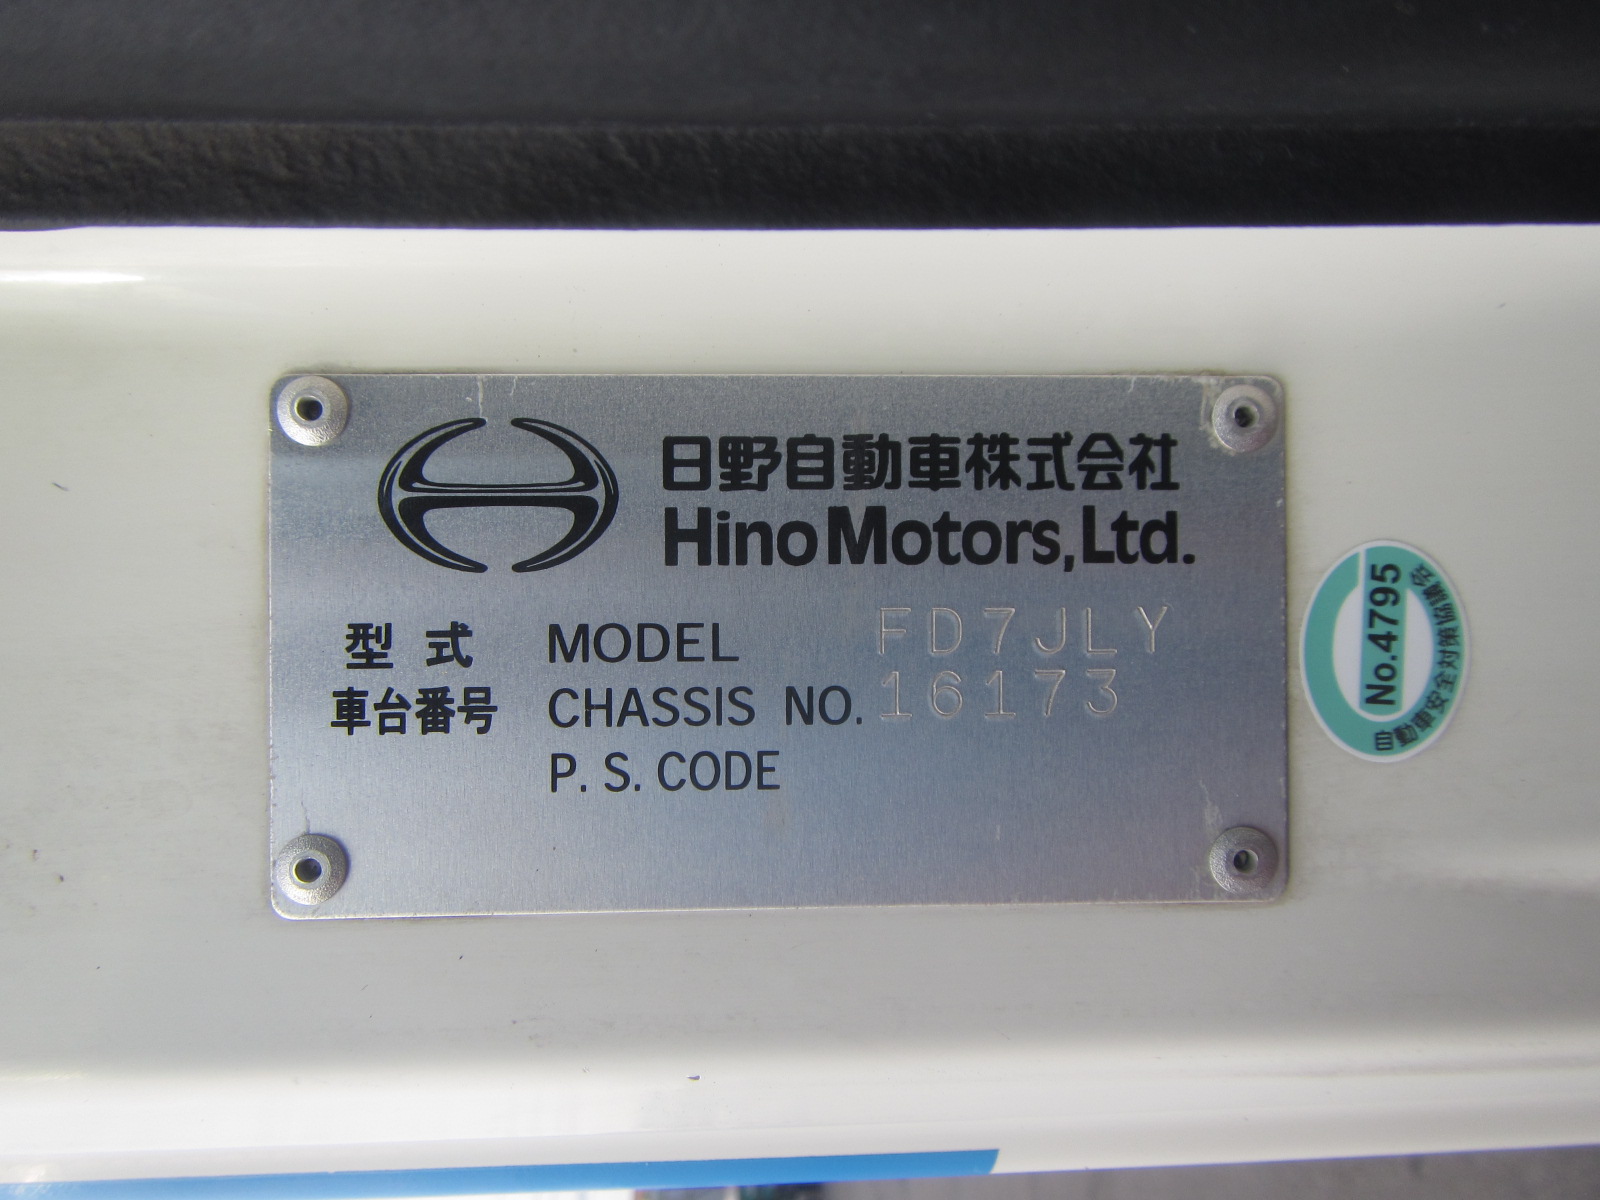 日野自動車株式会社
Hino Motors, Ltd.
型式 MODEL FD7JLY
車台番号 CHASSIS NO. 16173
P. S. CODE
No.4795
自動車安全対策協議会